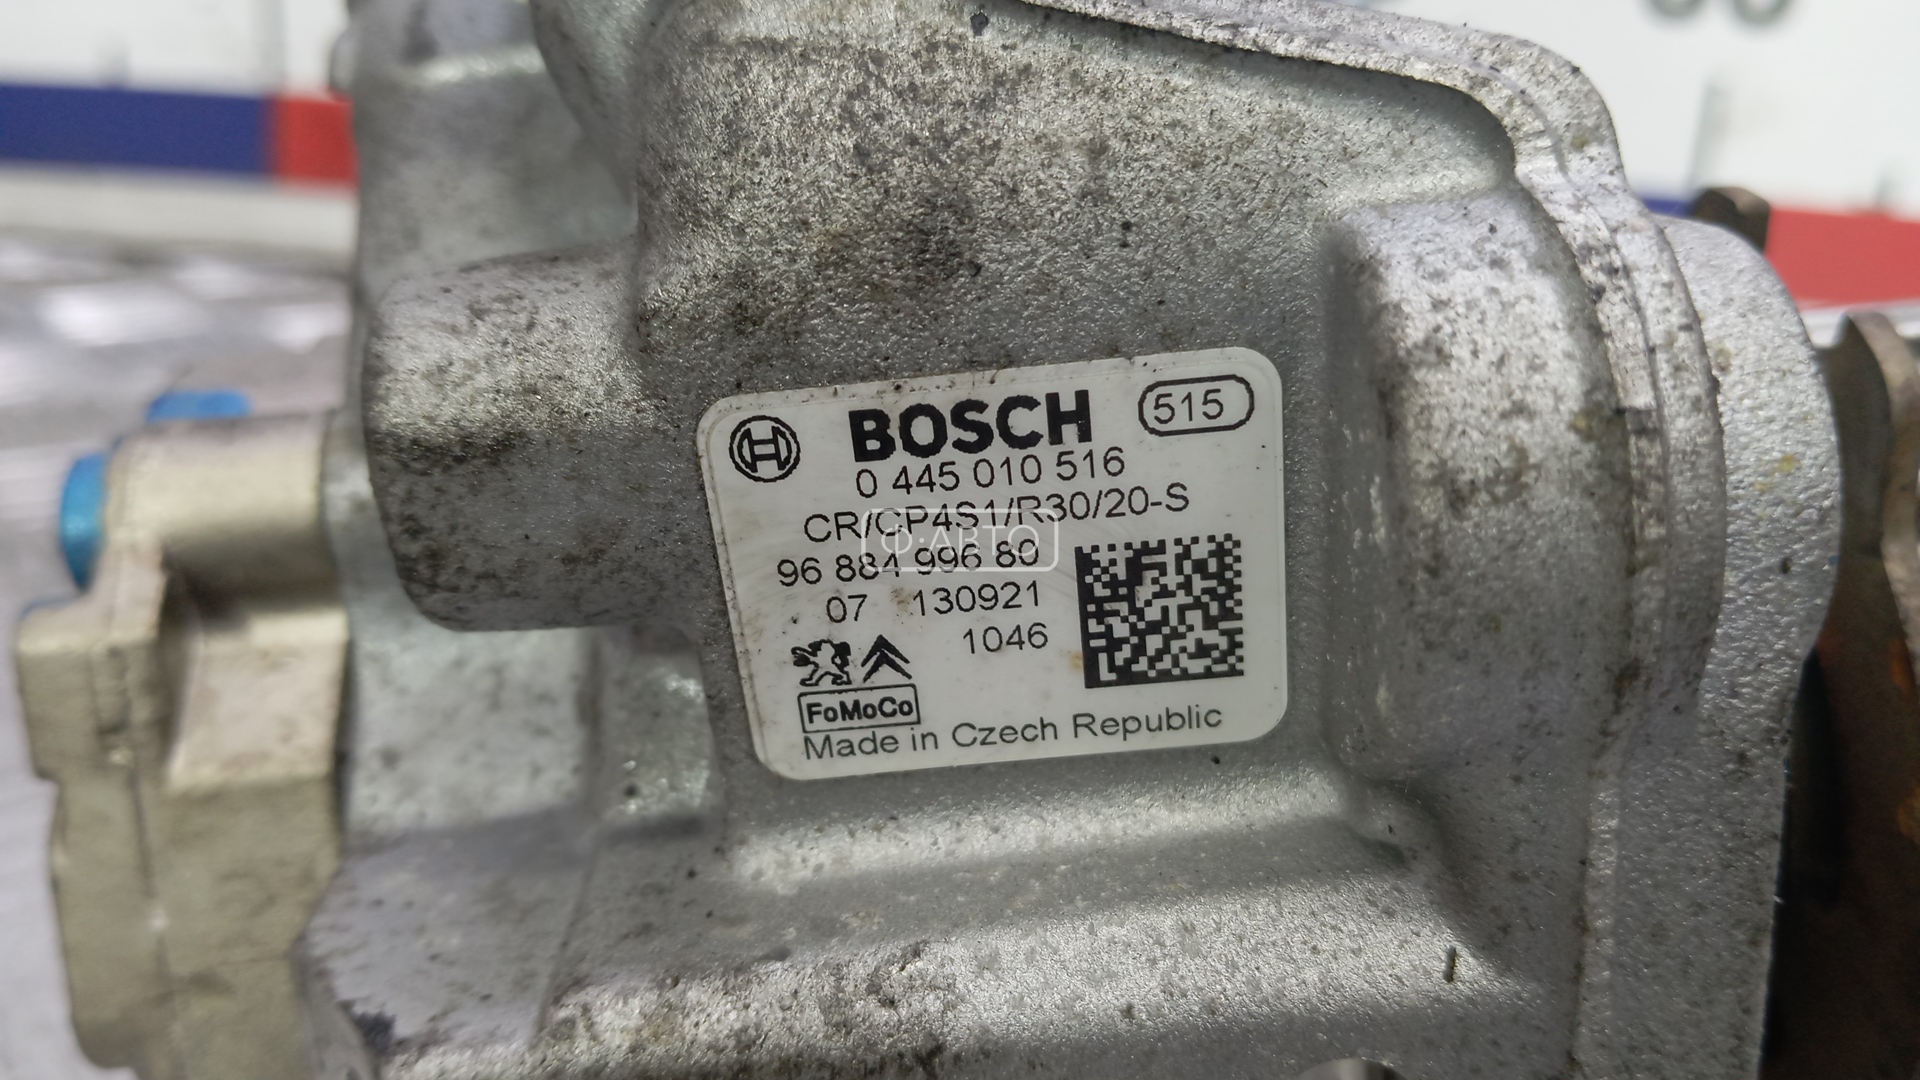 BOSCH 515
0 445 010 516
CR/CP4S1/R30/20-S
Ф·АВТО
96 884 996 80
07 130921
1046
FoMoCo
Made in Czech Republic